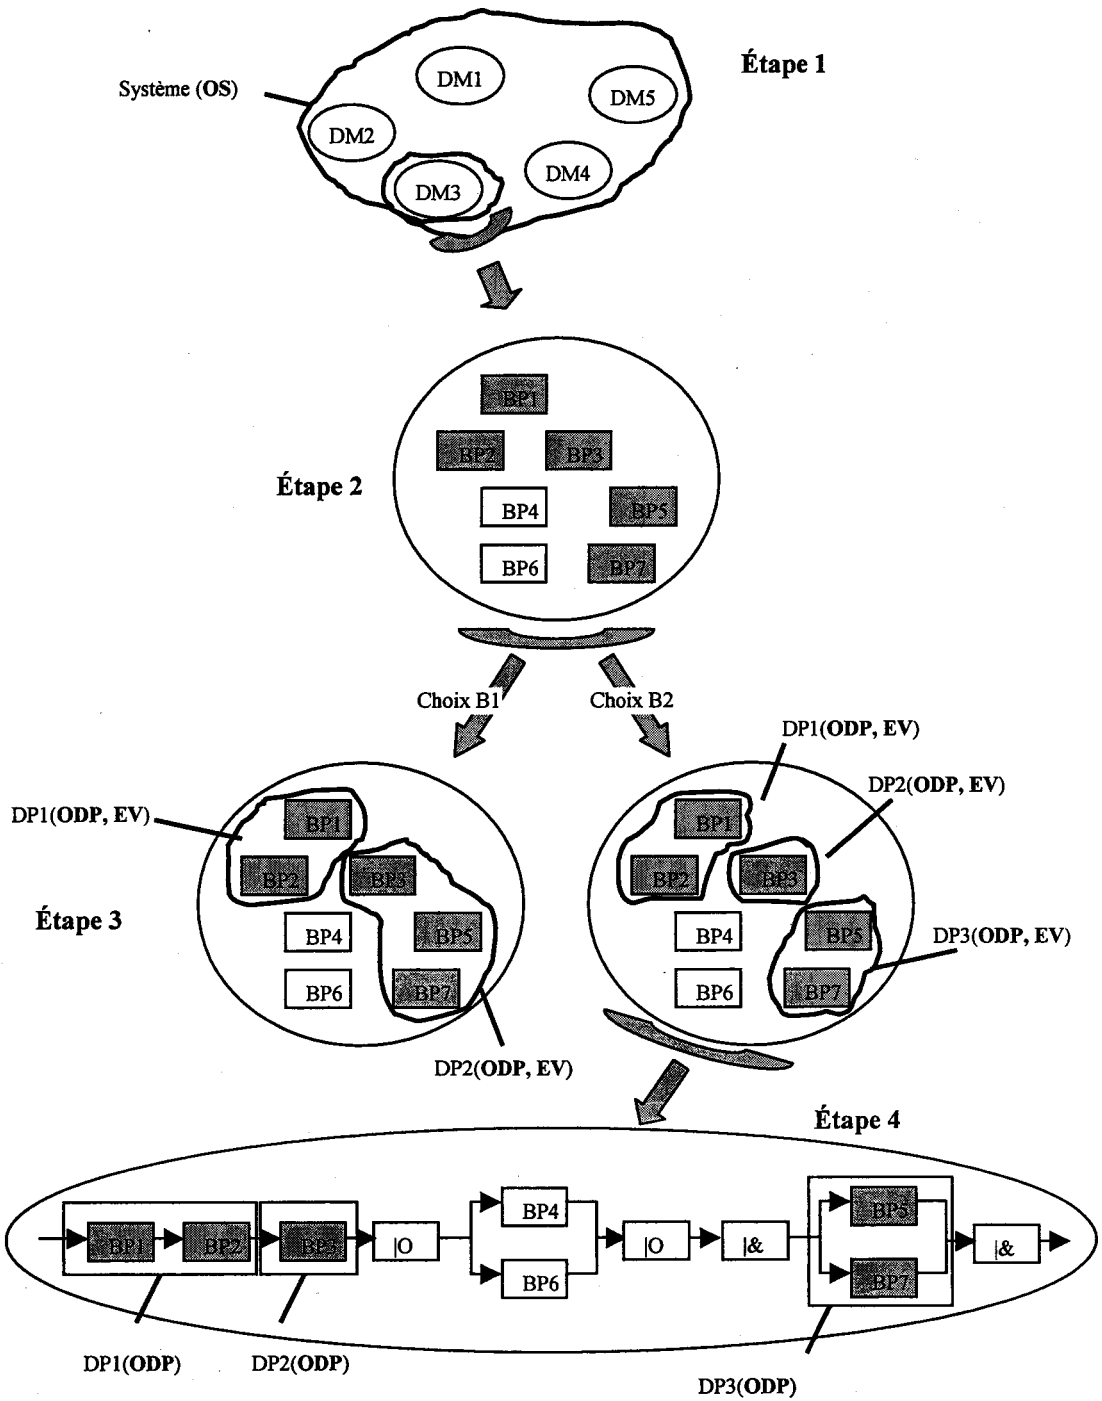 Étape 1
Système (OS)
DM1
DM5
DM2
DM4
DM3
BP1
BP2
BP3
Étape 2
BP4
BP5
BP6
BP7
Choix B1
Choix B2
DP1(ODP, EV)
DP2(ODP, EV)
DP1(ODP, EV)
BP1
BP1
BP2
BP3
BP2
BP3
Étape 3
BP4
BP5
BP4
BP5
DP3(ODP, EV)
BP6
BP7
BP6
BP7
DP2(ODP, EV)
Étape 4
BP4
BP5
BP1
BP2
BP3
|O
|O
|&
|&
BP6
BP7
DP1(ODP)
DP2(ODP)
DP3(ODP)